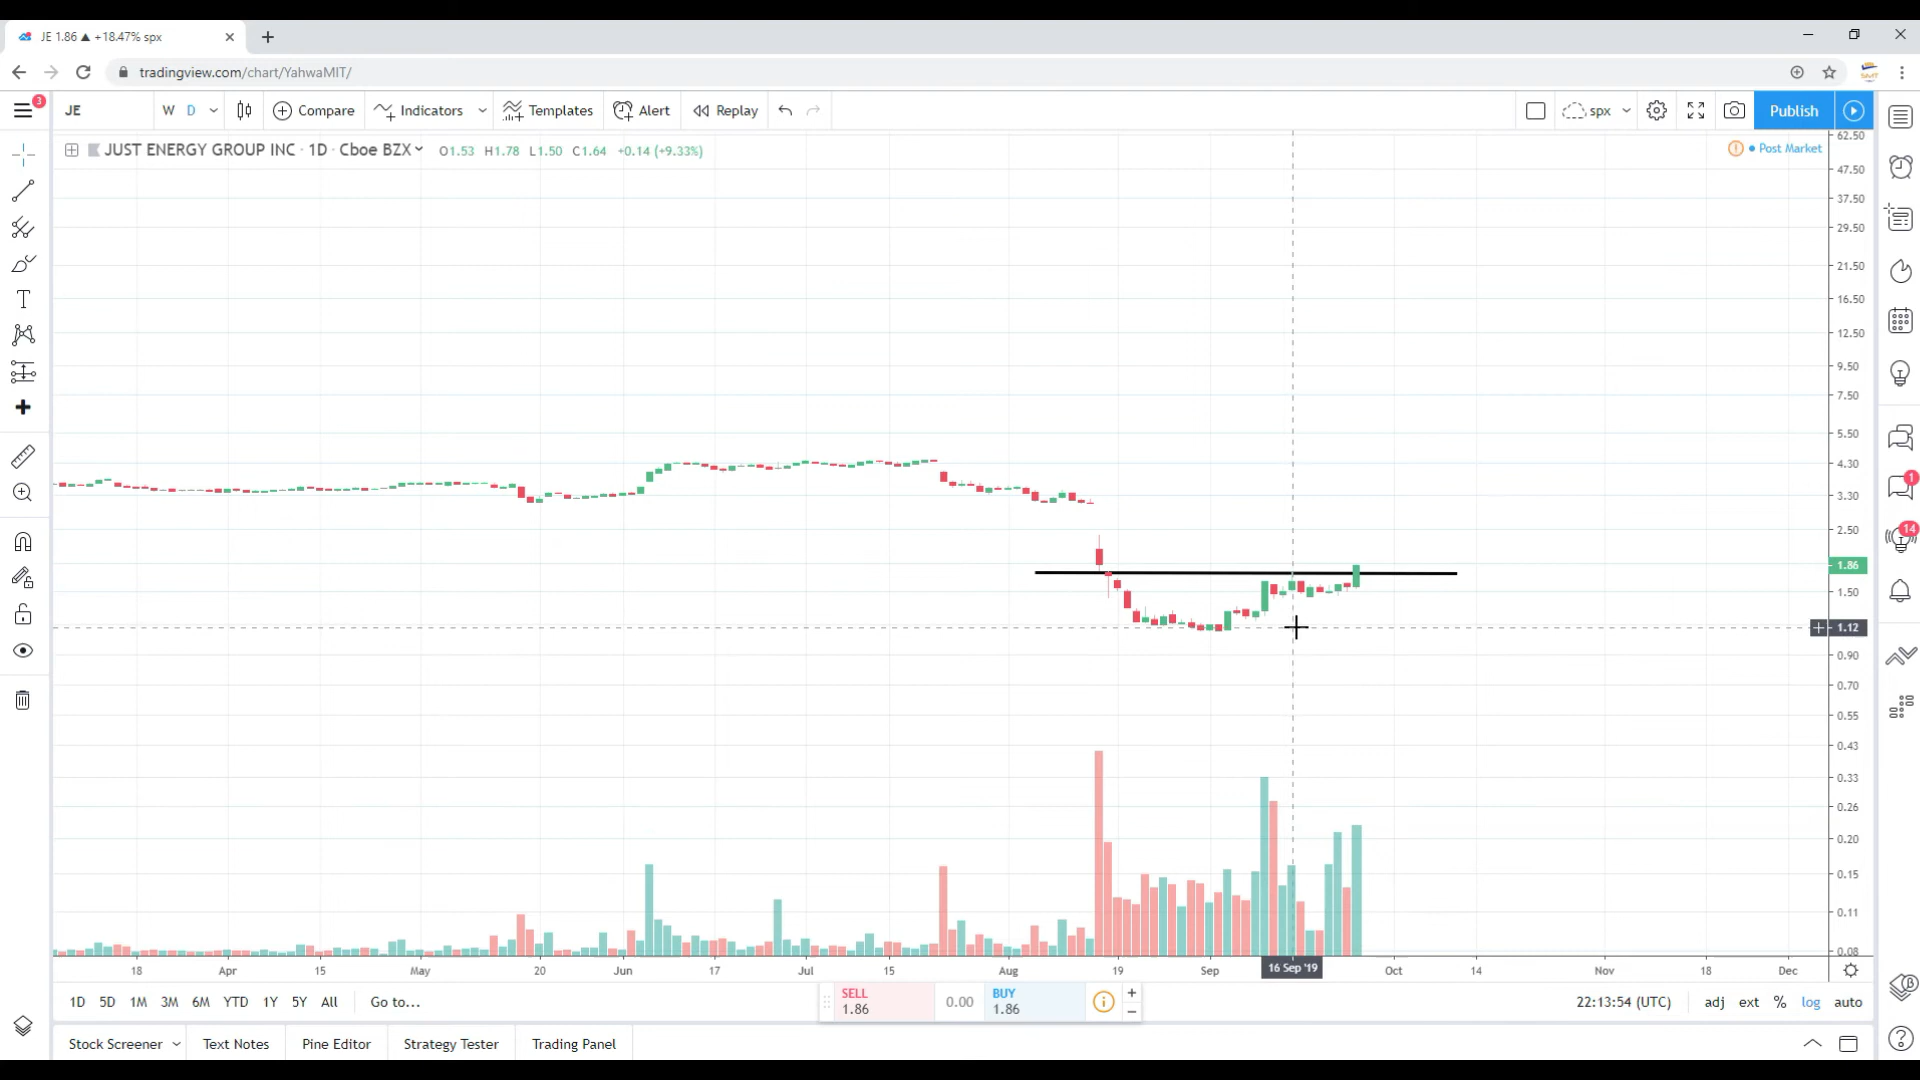 JE 1.86 ▲ +18.47% spx
tradingview.com/chart/YahwaMIT/
3
JE W D Compare Indicators Templates Alert Replay spx Publish
JUST ENERGY GROUP INC · 1D · Cboe BZX O1.53 H1.78 L1.50 C1.64 +0.14 (+9.33%)
Post Market
62.50
47.50
37.50
29.50
21.50
16.50
12.50
9.50
7.50
5.50
4.30
3.30
2.50
1.86
1.50
1.12
0.90
0.70
0.55
0.43
0.33
0.26
0.20
0.15
0.11
0.08
1
14
18 Apr 15 May 20 Jun 17 Jul 15 Aug 19 Sep 16 Sep '19 Oct 14 Nov 18 Dec
1D 5D 1M 3M 6M YTD 1Y 5Y All Go to...
SELL
1.86
0.00
BUY
1.86
22:13:54 (UTC) adj ext % log auto
Stock Screener Text Notes Pine Editor Strategy Tester Trading Panel